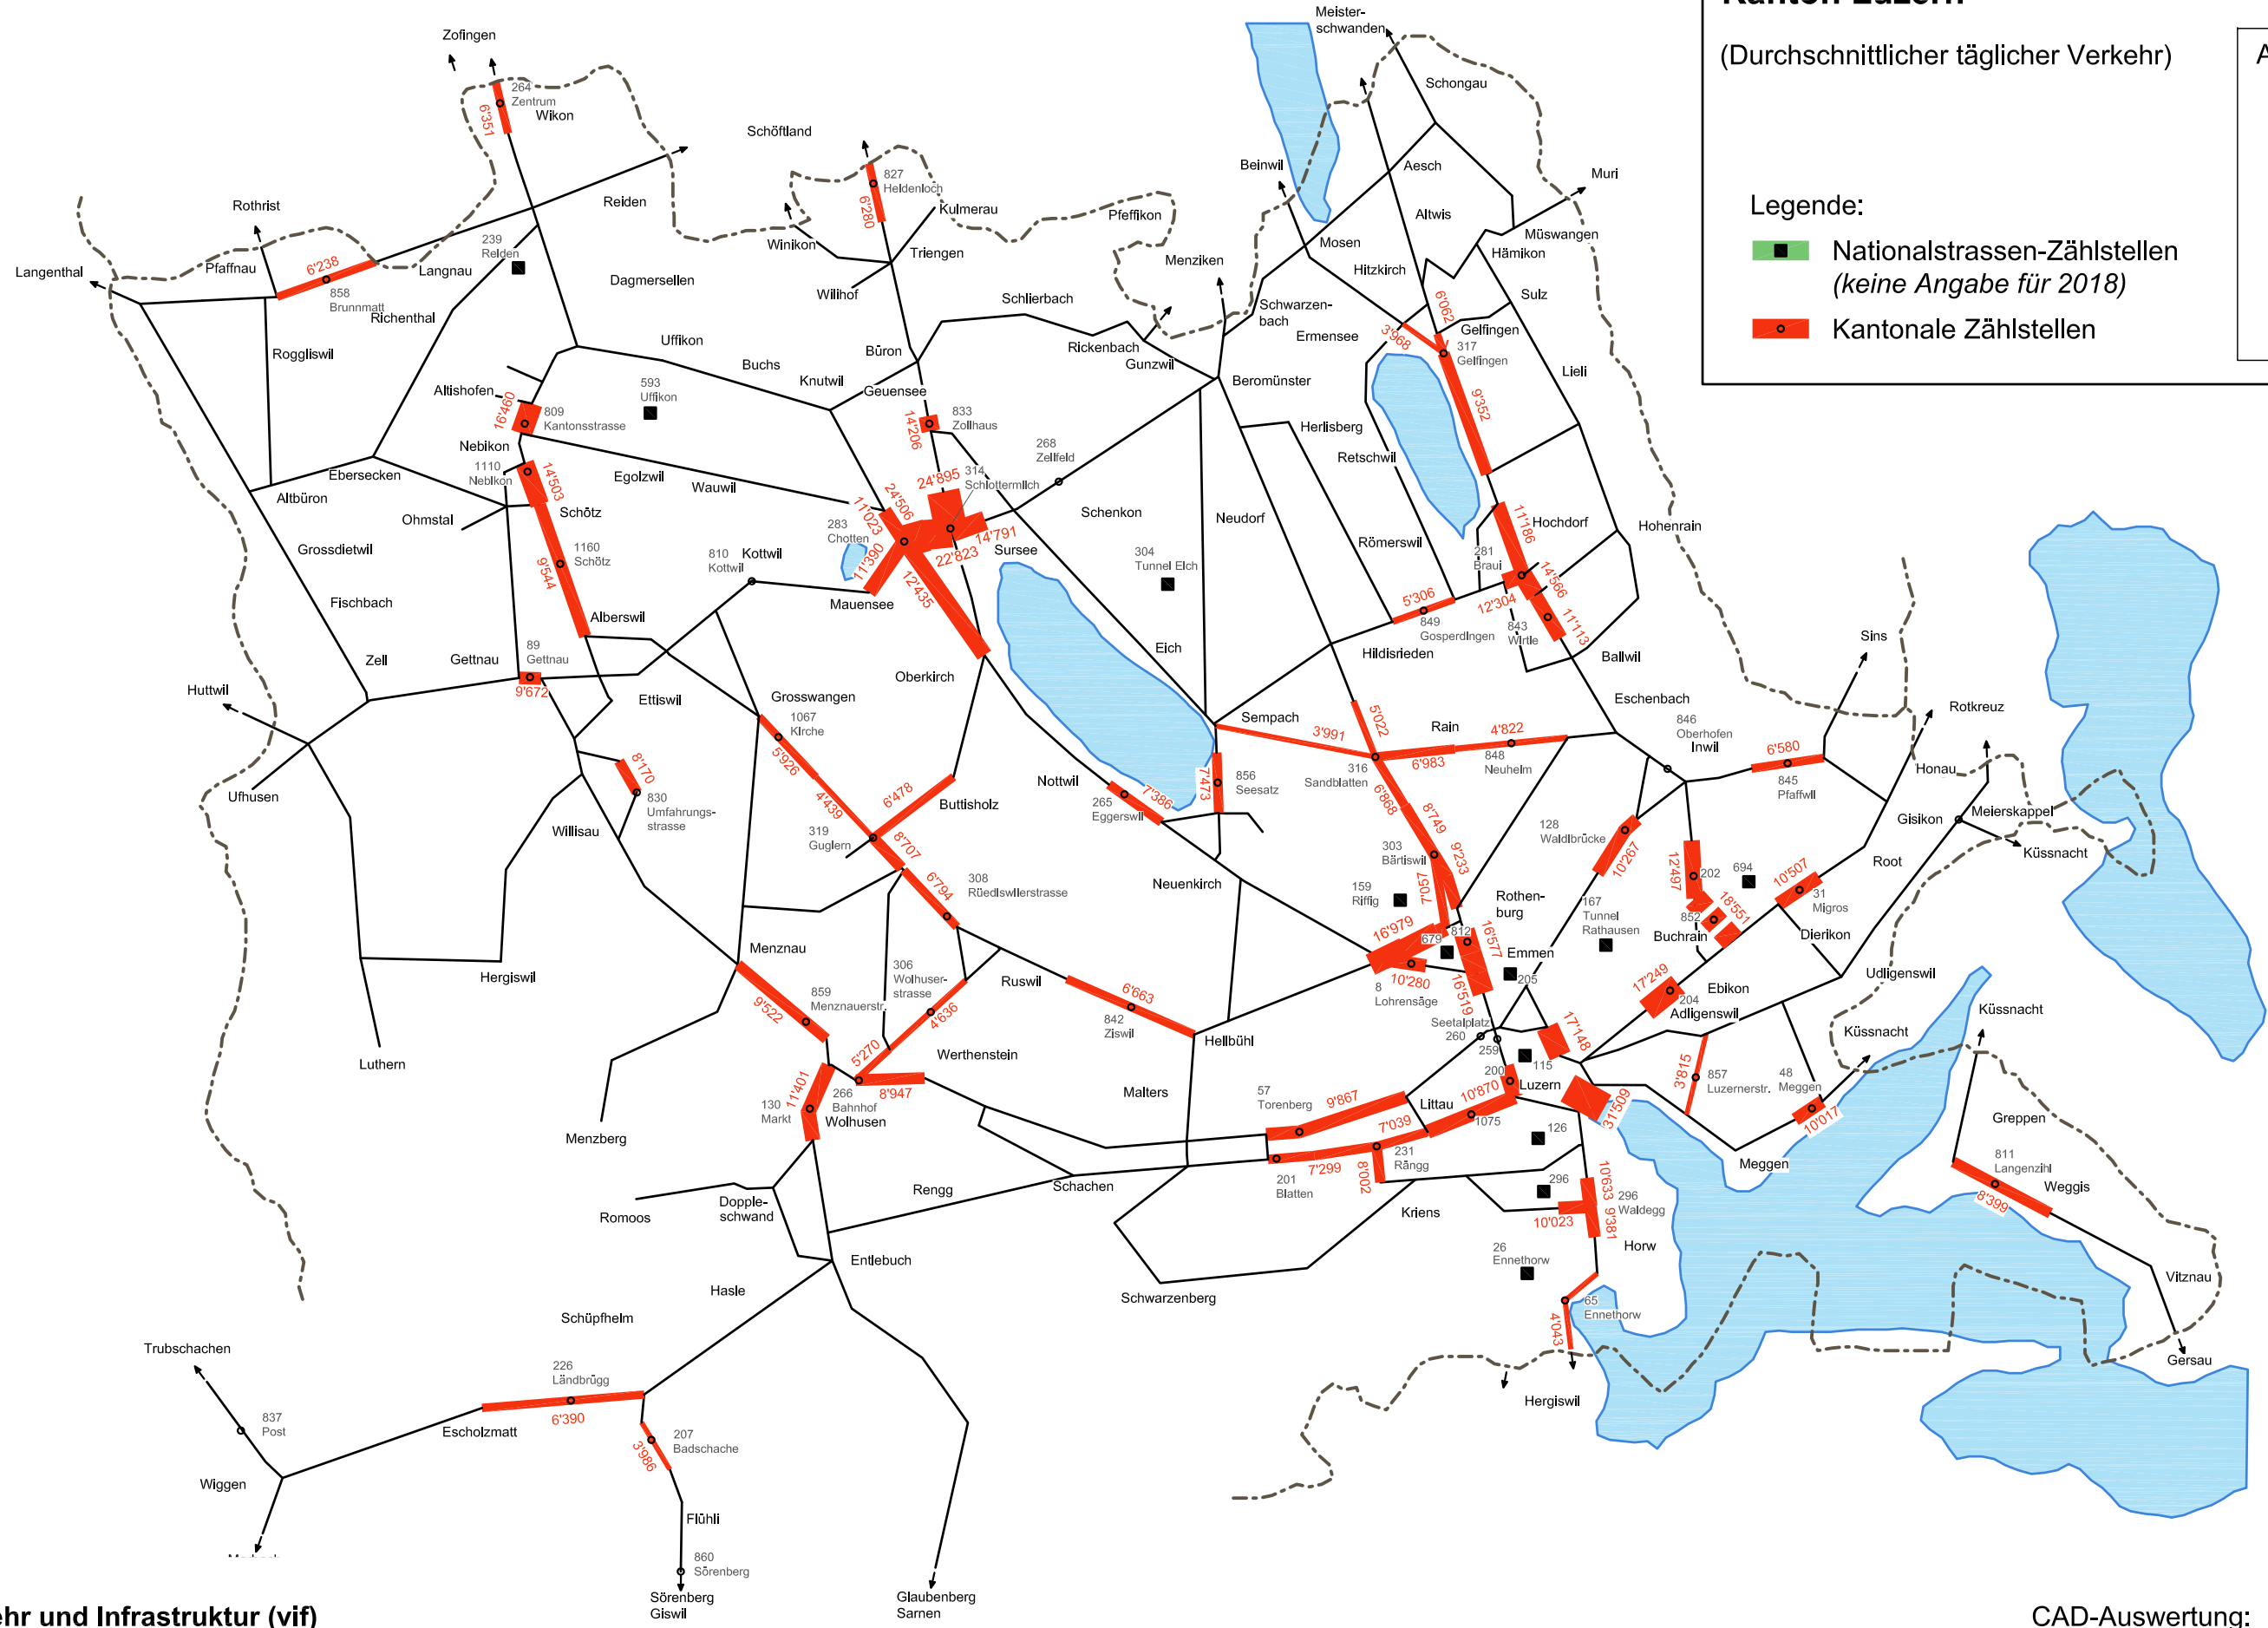 (Durchschnittlicher täglicher Verkehr)
Legende:
Nationalstrassen-Zählstellen
(keine Angabe für 2018)
Kantonale Zählstellen
Zofingen
264
Zentrum
Wikon
6'351
Schöftland
827
Heldenloch
6'280
Kulmerau
Triengen
Winikon
Wilihof
Meister-
schwanden
Schongau
Aesch
Beinwil
Altwis
Muri
Müswangen
Hämikon
Mosen
Hitzkirch
Sulz
Pfeffikon
Menziken
Rothrist
Reiden
239
Reiden
Langenthal
Pfaffnau
6'238
858
Brunnmatt
Langnau
Richenthal
Roggliswil
Dagmersellen
Uffikon
Buchs
Knutwil
Büron
Geuensee
Schlierbach
Rickenbach
Gunzwil
Schwarzen-
bach
Ermensee
Beromünster
6'062
3'968
Gelfingen
317
Gelfingen
9'352
Lieli
Herlisberg
Retschwil
Altishofen
16'460
809
Kantonsstrasse
593
Uffikon
Nebikon
1110
Nebikon
14'503
Ebersecken
Altbüron
Ohmstal
Schötz
Egolzwil
Wauwil
14'206
833
Zollhaus
268
Zellfeld
24'895
314
Schlottermilch
24'506
11'023
283
Chotten
11'390
12'435
22'823
14'791
Sursee
Schenkon
Neudorf
Römerswil
304
Tunnel Eich
Hochdorf
Hohenrain
11'186
281
Braui
14'566
12'304
11'113
843
Wirtle
5'306
849
Gosperdingen
Hildisrieden
Ballwil
Grossdietwil
Fischbach
1160
Schötz
9'544
Alberswil
810
Kottwil
Kottwil
Mauensee
Zell
Gettnau
89
Gettnau
9'672
Ettiswil
Grosswangen
1067
Kirche
5'926
4'439
Oberkirch
Eich
Sempach
3'991
5'022
Rain
4'822
6'983
848
Neuheim
316
Sandblatten
Eschenbach
846
Oberhofen
Inwil
6'580
845
Pfaffwil
Sins
Rotkreuz
Honau
Gisikon
Meierskappel
Küssnacht
Root
Huttwil
Ufhusen
8'170
830
Umfahrungs-
strasse
Willisau
6'478
Buttisholz
319
Guglern
8'707
6'794
308
Rüediswilerstrasse
Nottwil
265
Eggerswil
7'386
7'473
856
Seesatz
Neuenkirch
6'868
8'749
303
Bärtiswil
9'233
7'057
159
Riffig
128
Waldibrücke
10'267
12'497
202
694
18'551
852
Buchrain
10'507
31
Migros
Dierikon
Rothen-
burg
167
Tunnel
Rathausen
Emmen
205
16'979
679
812
16'577
10'280
8
Lohrensäge
16'519
17'249
204
Ebikon
Adligenswil
Udligenswil
Hergiswil
Menznau
859
Menznauerstr.
9'522
306
Wolhuser-
strasse
4'636
5'270
Ruswil
6'663
842
Ziswil
Hellbühl
Seetalplatz
260
259
17'148
115
200
Luzern
31'509
3'815
857
Luzernerstr.
48
Meggen
10'017
Meggen
Küssnacht
Küssnacht
Greppen
811
Langenzihl
8'399
Weggis
Vitznau
Gersau
Luthern
Menzberg
11'401
130
Markt
266
Bahnhof
Wolhusen
8'947
Werthenstein
Malters
57
Torenberg
9'867
Littau
10'870
1075
7'039
231
Rängg
8'002
7'299
201
Blatten
126
296
10'633
9'381
296
Waldegg
10'023
Horw
Kriens
26
Ennethorw
65
Ennethorw
4'043
Hergiswil
Romoos
Dopple-
schwand
Rengg
Schachen
Schwarzenberg
Entlebuch
Hasle
Schüpfheim
Trubschachen
226
Ländbrügg
6'390
837
Post
Escholzmatt
Wiggen
3'986
207
Badschache
Flühli
860
Sörenberg
Sörenberg
Giswil
Glaubenberg
Sarnen
hr und Infrastruktur (vif)
CAD-Auswertung: